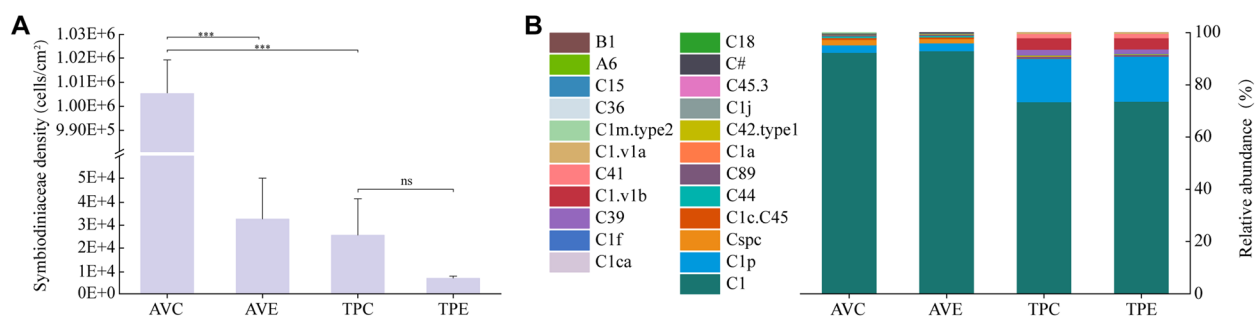 A
Symbiodiniaceae density (cells/cm²)
1.03E+6
1.02E+6
1.01E+6
1.00E+6
9.90E+5
5E+4
4E+4
3E+4
2E+4
1E+4
0E+0
***
***
ns
AVC AVE TPC TPE
B
B1 C18
A6 C#
C15 C45.3
C36 C1j
C1m.type2 C42.type1
C1.v1a C1a
C41 C89
C1.v1b C44
C39 C1c.C45
C1f Cspc
C1ca C1p
C1
100
80
60
40
20
0
Relative abundance (%)
AVC AVE TPC TPE